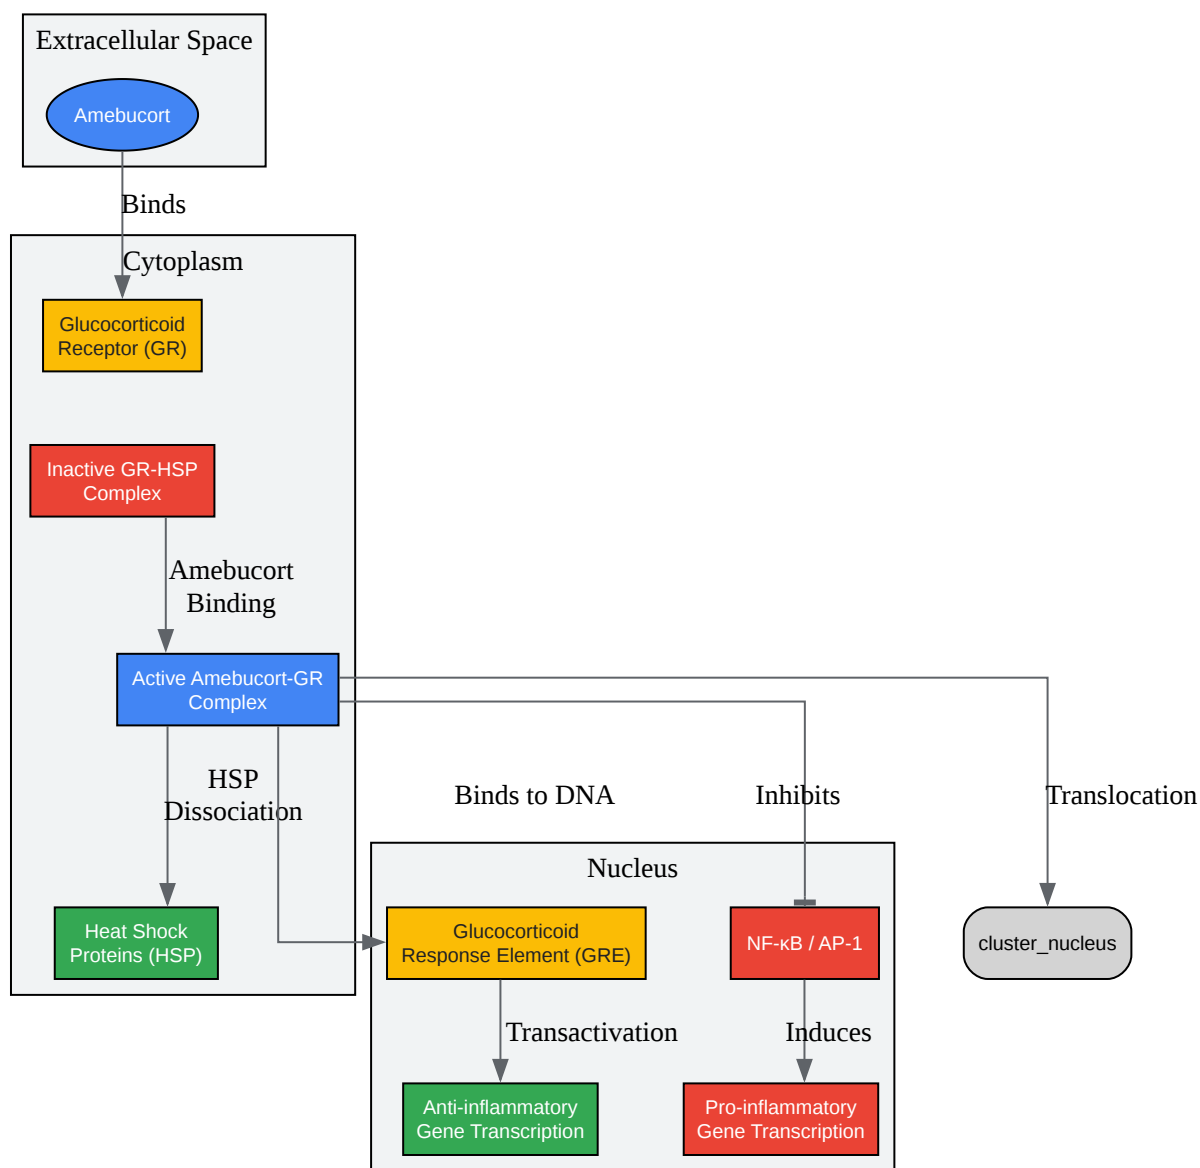 Extracellular Space
Amebucort
Binds
Cytoplasm
Glucocorticoid
Receptor (GR)
Inactive GR-HSP
Complex
Amebucort
Binding
Active Amebucort-GR
Complex
HSP
Dissociation
Binds to DNA
Inhibits
Translocation
Nucleus
Heat Shock
Proteins (HSP)
Glucocorticoid
Response Element (GRE)
NF-κB / AP-1
cluster_nucleus
Transactivation
Induces
Anti-inflammatory
Gene Transcription
Pro-inflammatory
Gene Transcription